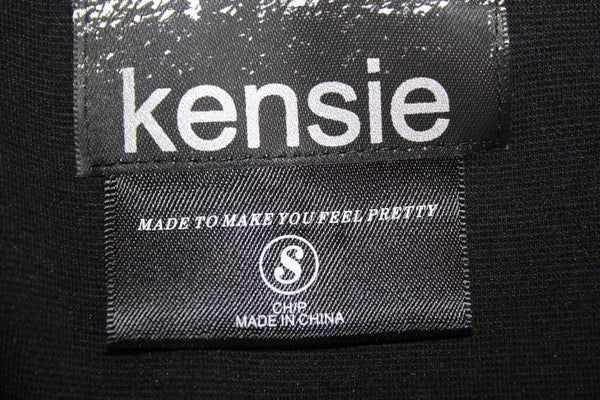 kensie
MADE TO MAKE YOU FEEL PRETTY
S
CH/P
MADE IN CHINA